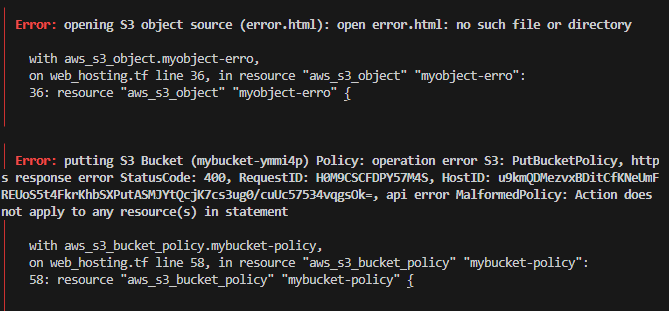 Error: opening S3 object source (error.html): open error.html: no such file or directory
with aws_s3_object.myobject-erro,
on web_hosting.tf line 36, in resource "aws_s3_object" "myobject-erro":
36: resource "aws_s3_object" "myobject-erro" {
Error: putting S3 Bucket (mybucket-ymmi4p) Policy: operation error S3: PutBucketPolicy, http
s response error StatusCode: 400, RequestID: H0M9CSCFDPY57M4S, HostID: u9kmQDMezvxBDitCfKNeUmF
REUoS5t4FkrKhbSXPutASMJYtQcjK7cs3ug0/cuUc57534vqgsOk=, api error MalformedPolicy: Action does
not apply to any resource(s) in statement
with aws_s3_bucket_policy.mybucket-policy,
on web_hosting.tf line 58, in resource "aws_s3_bucket_policy" "mybucket-policy":
58: resource "aws_s3_bucket_policy" "mybucket-policy" {